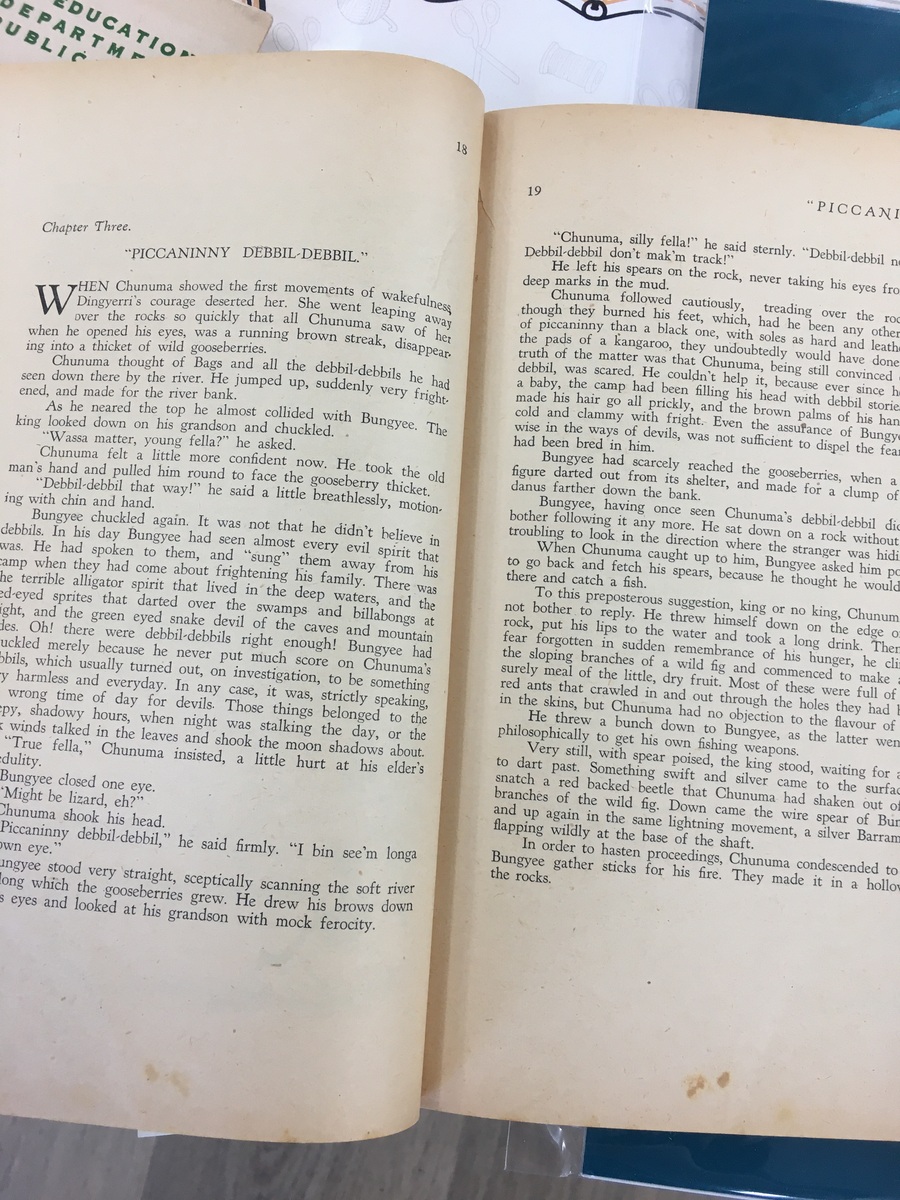 EDUCATION
DEPARTME
PUBLIC
18
Chapter Three.
"PICCANINNY DEBBIL-DEBBIL."
WHEN Chunuma showed the first movements of wakefulness,
Dingyerri's courage deserted her. She went leaping away
over the rocks so quickly that all Chunuma saw of her
when he opened his eyes, was a running brown streak, disappear-
ing into a thicket of wild gooseberries.
Chunuma thought of Bags and all the debbil-debbils he had
seen down there by the river. He jumped up, suddenly very fright-
ened, and made for the river bank.
As he neared the top he almost collided with Bungyee. The
king looked down on his grandson and chuckled.
"Wassa matter, young fella?" he asked.
Chunuma felt a little more confident now. He took the old
man's hand and pulled him round to face the gooseberry thicket.
"Debbil-debbil that way!" he said a little breathlessly, motion-
ing with chin and hand.
Bungyee chuckled again. It was not that he didn't believe in
debbils. In his day Bungyee had seen almost every evil spirit that
was. He had spoken to them, and "sung" them away from his
camp when they had come about frightening his family. There was
he terrible alligator spirit that lived in the deep waters, and the
ed-eyed sprites that darted over the swamps and billabongs at
ight, and the green eyed snake devil of the caves and mountain
des. Oh! there were debbil-debbils right enough! Bungyee had
uckled merely because he never put much score on Chunuma's
bbils, which usually turned out, on investigation, to be something
y harmless and everyday. In any case, it was, strictly speaking,
wrong time of day for devils. Those things belonged to the
epy, shadowy hours, when night was stalking the day, or the
k winds talked in the leaves and shook the moon shadows about.
"True fella," Chunuma insisted, a little hurt at his elder's
edulity.
Bungyee closed one eye.
"Might be lizard, eh?"
Chunuma shook his head.
Piccaninny debbil-debbil," he said firmly. "I bin see'm longa
own eye."
ungyee stood very straight, sceptically scanning the soft river
long which the gooseberries grew. He drew his brows down
s eyes and looked at his grandson with mock ferocity.
19
"PICCANI
"Chunuma, silly fella!" he said sternly. "Debbil-debbil n
Debbil-debbil don't mak'm track!"
He left his spears on the rock, never taking his eyes fro
deep marks in the mud.
Chunuma followed cautiously, treading over the roc
though they burned his feet, which, had he been any other
of piccaninny than a black one, with soles as hard and leathe
the pads of a kangaroo, they undoubtedly would have done
truth of the matter was that Chunuma, being still convinced
debbil, was scared. He couldn't help it, because ever since h
a baby, the camp had been filling his head with debbil storie
made his hair go all prickly, and the brown palms of his han
cold and clammy with fright. Even the assurance of Bungy
wise in the ways of devils, was not sufficient to dispel the fea
had been bred in him.
Bungyee had scarcely reached the gooseberries, when a
figure darted out from its shelter, and made for a clump of
danus farther down the bank.
Bungyee, having once seen Chunuma's debbil-debbil di
bother following it any more. He sat down on a rock without
troubling to look in the direction where the stranger was hidi
When Chunuma caught up to him, Bungyee asked him po
to go back and fetch his spears, because he thought he would
there and catch a fish.
To this preposterous suggestion, king or no king, Chunum
not bother to reply. He threw himself down on the edge o
rock, put his lips to the water and took a long drink. Then
fear forgotten in sudden remembrance of his hunger, he cli
the sloping branches of a wild fig and commenced to make a
surely meal of the little, dry fruit. Most of these were full of
red ants that crawled in and out through the holes they had b
in the skins, but Chunuma had no objection to the flavour of
He threw a bunch down to Bungyee, as the latter wen
philosophically to get his own fishing weapons.
Very still, with spear poised, the king stood, waiting for a
to dart past. Something swift and silver came to the surfac
snatch a red backed beetle that Chunuma had shaken out of
branches of the wild fig. Down came the wire spear of Bun
and up again in the same lightning movement, a silver Barram
flapping wildly at the base of the shaft.
In order to hasten proceedings, Chunuma condescended to
Bungyee gather sticks for his fire. They made it in a hollow
the rocks.